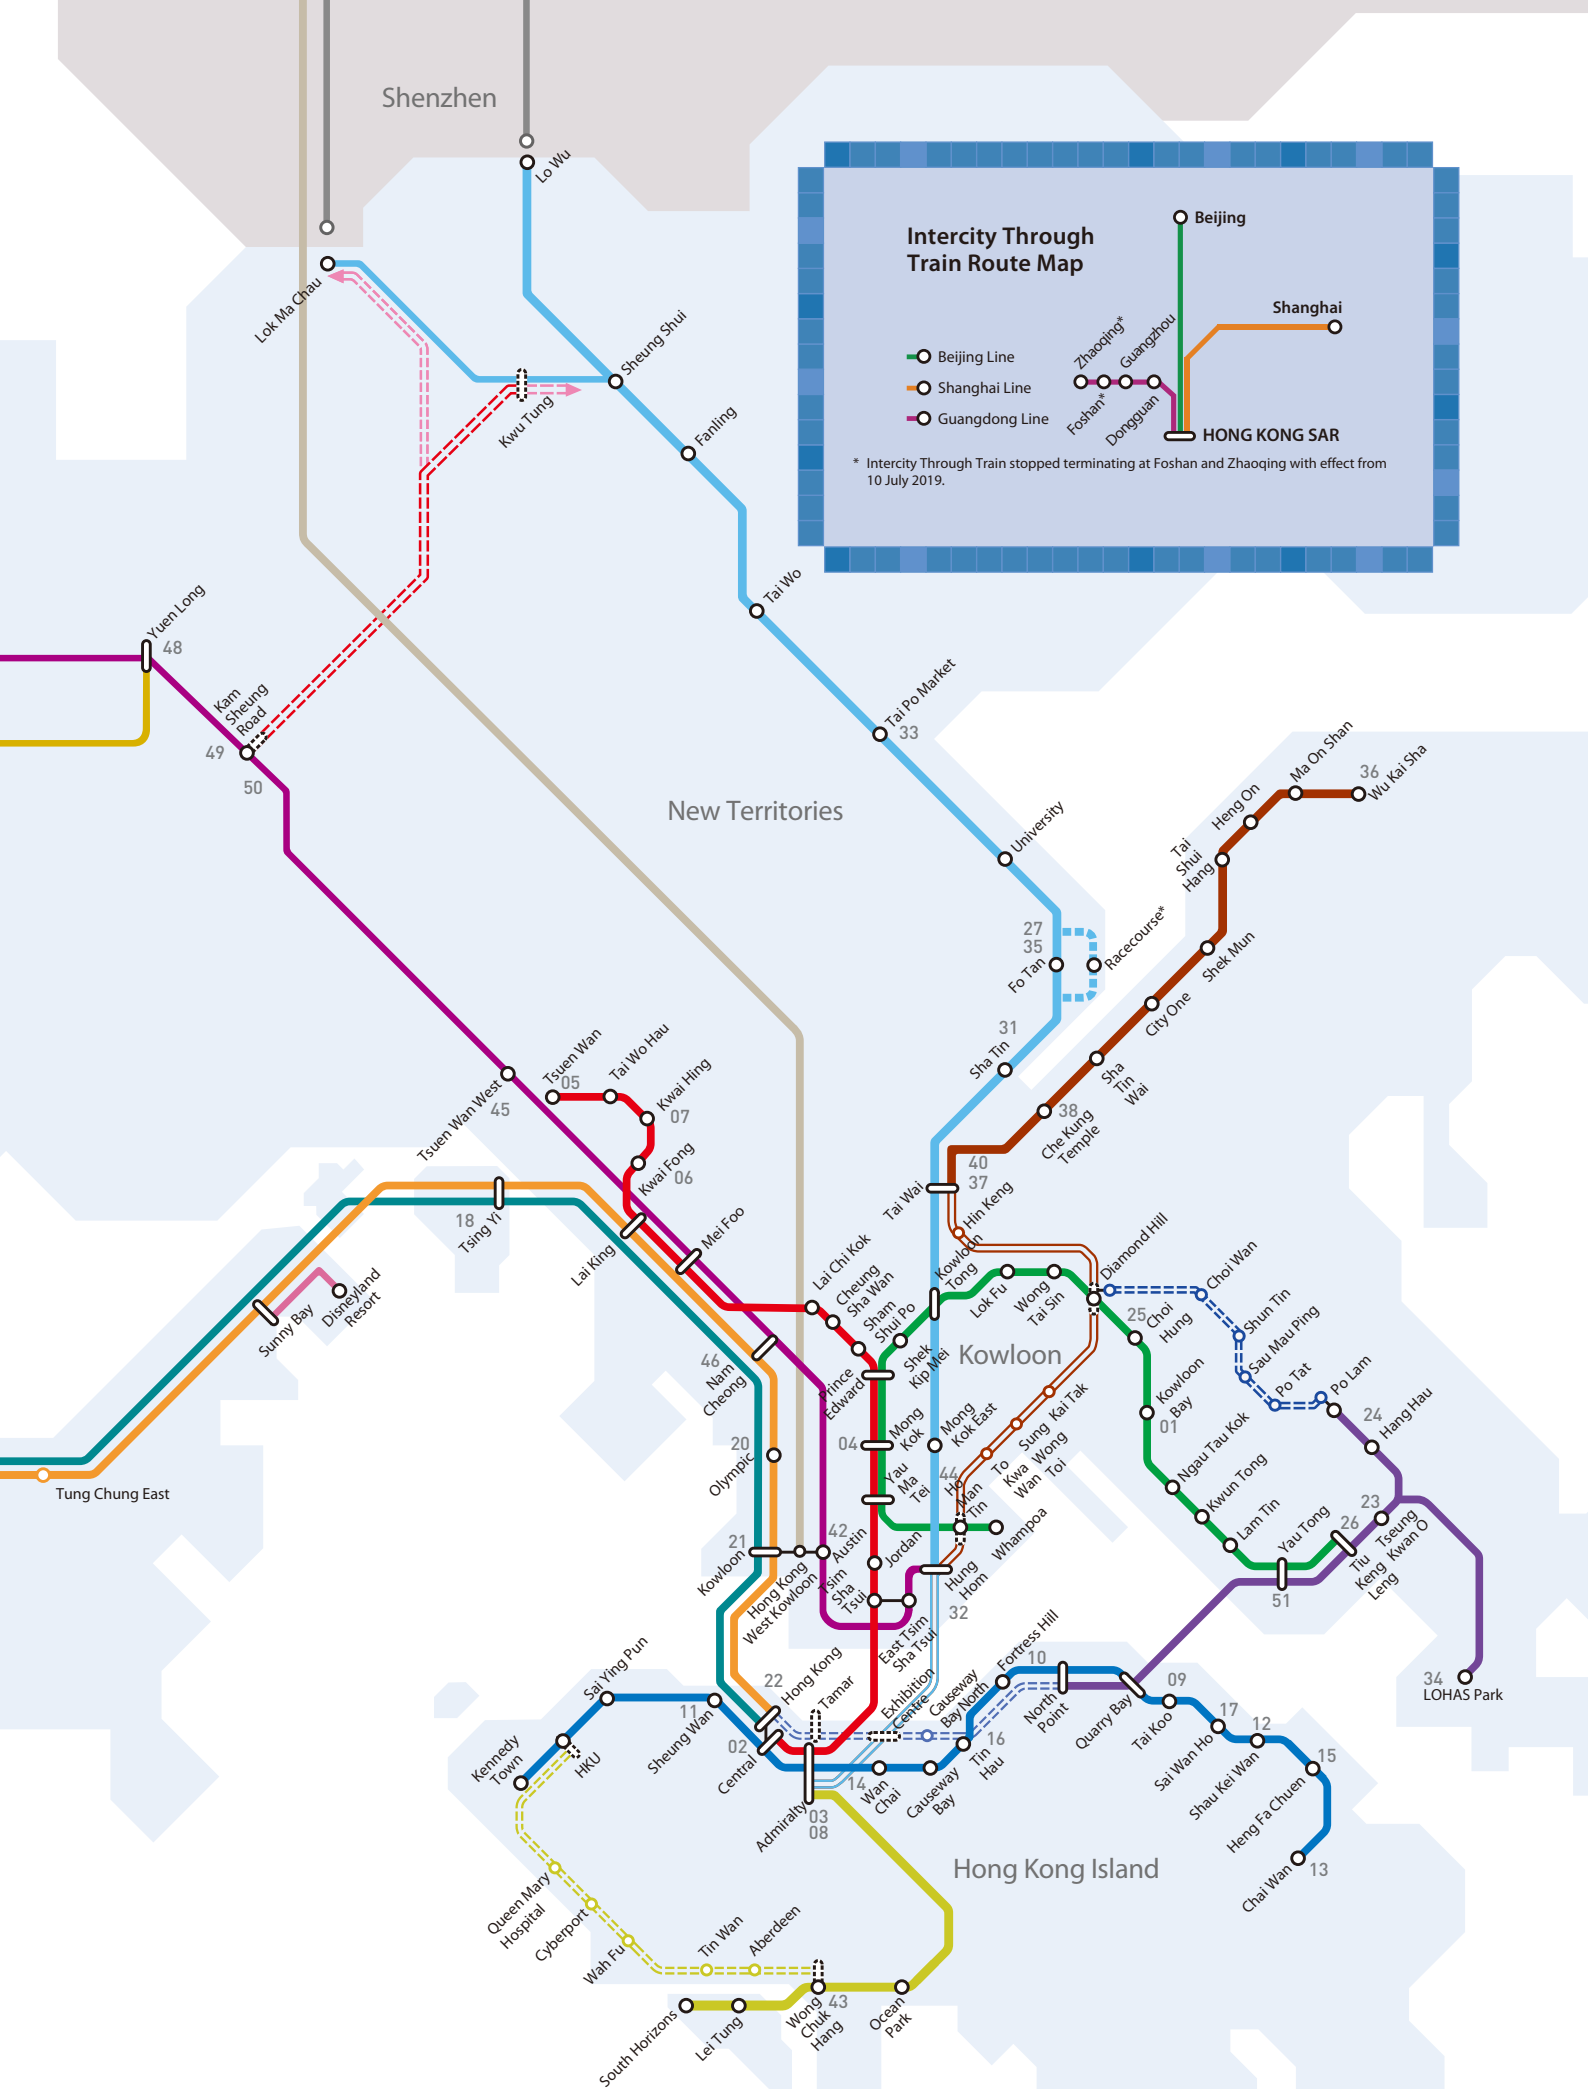 Shenzhen
Lo Wu
Lok Ma Chau
Sheung Shui
Kwu Tung
Fanling
Intercity Through
Train Route Map
Beijing
Shanghai
Beijing Line
Shanghai Line
Guangdong Line
Zhaoqing*
Guangzhou
Foshan*
Dongguan
HONG KONG SAR
* Intercity Through Train stopped terminating at Foshan and Zhaoqing with effect from
10 July 2019.
Tai Wo
Yuen Long
48
Kam
Sheung
Road
49
50
Tai Po Market
33
New Territories
University
Ma On Shan
36
Wu Kai Sha
Heng On
Tai
Shui
Hang
27
35
Fo Tan
Racecourse*
Shek Mun
City One
31
Sha Tin
Sha
Tin
Wai
38
Che Kung
Temple
Tsuen Wan
05
Tai Wo Hau
Kwai Hing
07
Tsuen Wan West
45
Kwai Fong
06
40
37
Tai Wai
Hin Keng
18
Tsing Yi
Lai King
Mei Foo
Lai Chi Kok
Cheung
Sha Wan
Sham
Shui Po
Kowloon
Tong
Diamond Hill
Choi Wan
Sunny Bay
Disneyland
Resort
Lok Fu
Wong
Tai Sin
25
Choi
Hung
Shun Tin
Sau Mau Ping
Po Tat
Po Lam
46
Nam
Cheong
Prince
Edward
Shek
Kip Mei
Kowloon
Kowloon
Bay
01
24
Hang Hau
20
Olympic
04
Mong
Kok
Mong
Kok East
Kai Tak
Sung
Wong
Toi
To
Kwa
Wan
Ngau Tau Kok
Kwun Tong
Lam Tin
Tung Chung East
Yau
Ma
Tei
44
Ho
Man
Tin
Whampoa
Yau Tong
26
23
Tseung
Kwan O
Tiu
Keng
Leng
51
21
Kowloon
42
Austin
Jordan
Hong Kong
West Kowloon
Tsim
Sha
Tsui
Hung
Hom
32
East Tsim
Sha Tsui
34
LOHAS Park
Sai Ying Pun
22
Hong Kong
Tamar
Exhibition
Centre
Causeway
Bay North
Fortress Hill
10
North
Point
Quarry Bay
09
Tai Koo
17
Sai Wan Ho
12
Shau Kei Wan
15
Heng Fa Chuen
13
Chai Wan
Kennedy
Town
HKU
11
Sheung Wan
02
Central
Admiralty
03
08
14
Wan
Chai
Causeway
Bay
16
Tin
Hau
Hong Kong Island
Queen Mary
Hospital
Cyberport
Wah Fu
Tin Wan
Aberdeen
South Horizons
Lei Tung
Wong
Chuk
Hang
43
Ocean
Park